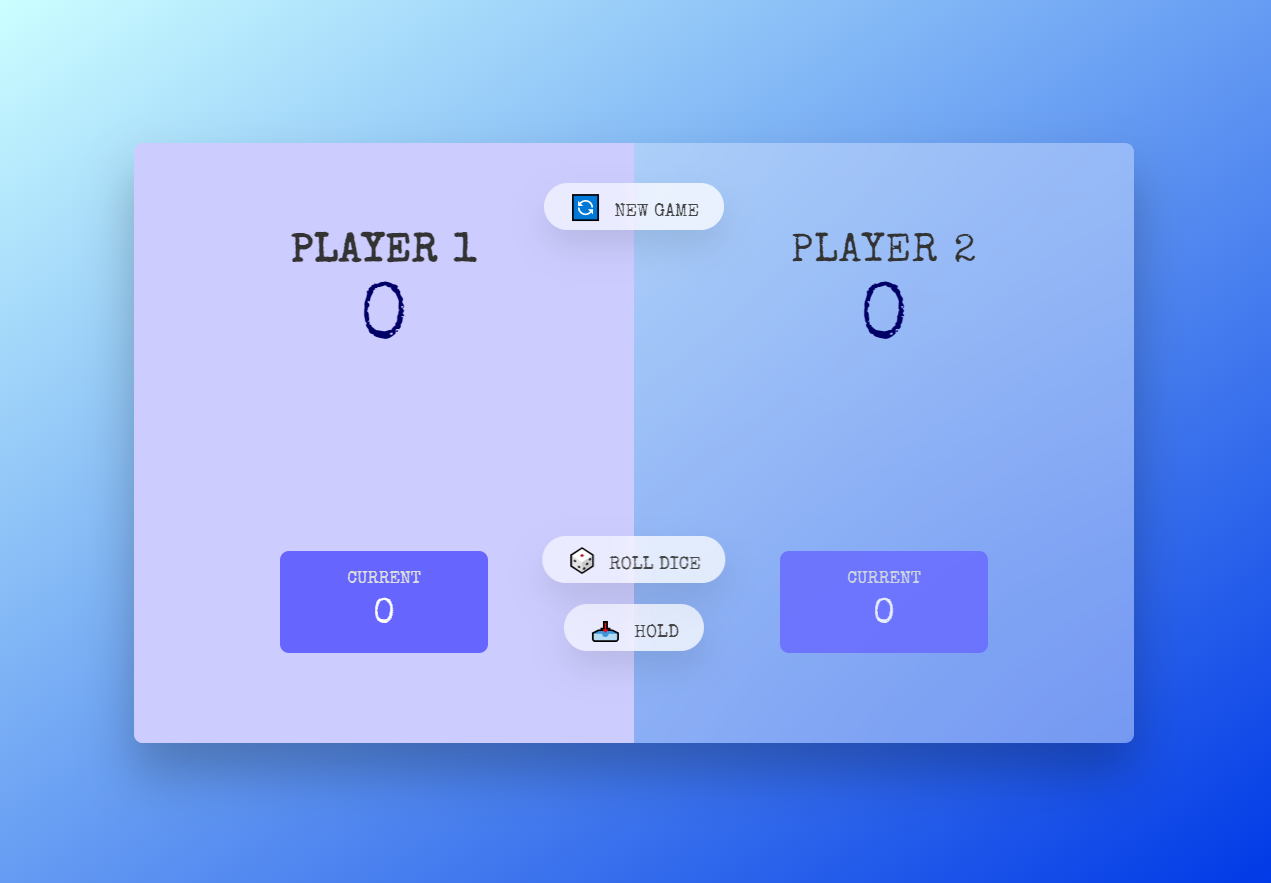 NEW GAME
PLAYER 1
0
PLAYER 2
0
CURRENT
0
ROLL DICE
HOLD
CURRENT
0